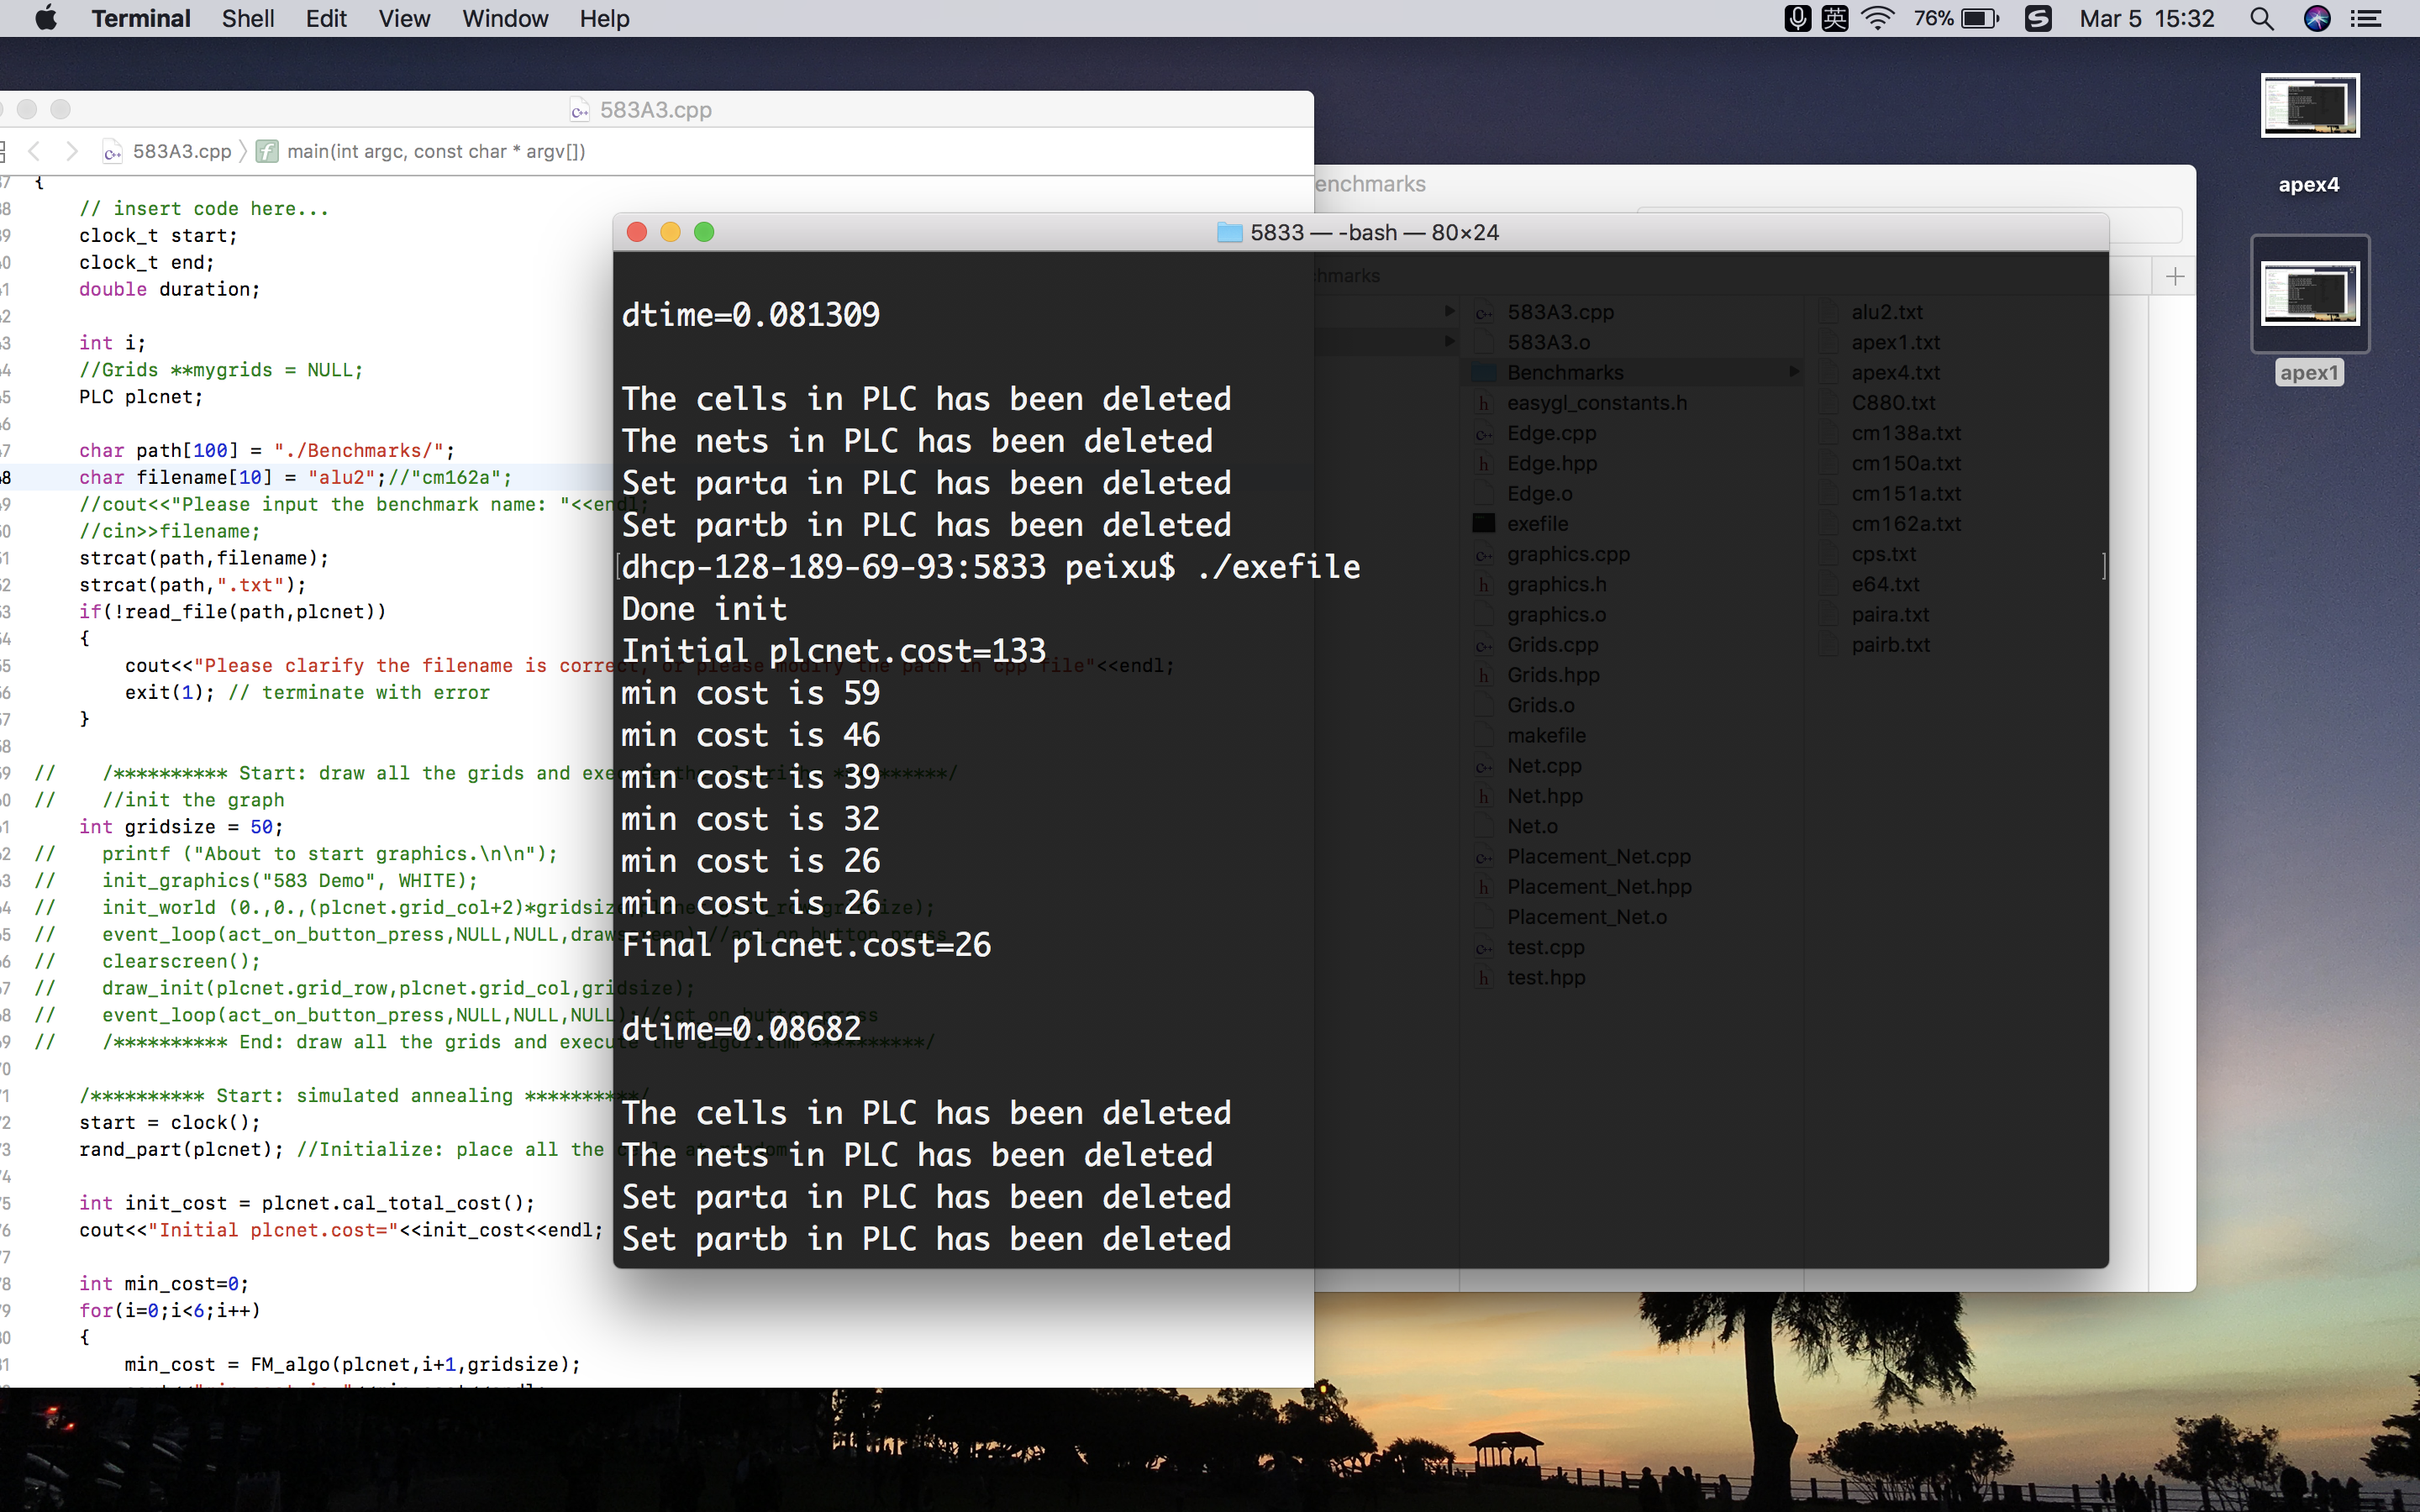 Terminal Shell Edit View Window Help 英 76% S Mar 5 15:32
583A3.cpp
583A3.cpp main(int argc, const char * argv[])
{
// insert code here...
clock_t start;
clock_t end;
double duration;
int i;
//Grids **mygrids = NULL;
PLC plcnet;
char path[100] = "./Benchmarks/";
char filename[10] = "alu2";//"cm162a";
//cout<<"Please input the benchmark name: "<<endl;
//cin>>filename;
strcat(path,filename);
strcat(path,".txt");
if(!read_file(path,plcnet))
{
cout<<"Please clarify the filename is correct, or please modify the path in cpp file"<<endl;
exit(1); // terminate with error
}
// /********** Start: draw all the grids and execute the algorithm **********/
// //init the graph
int gridsize = 50;
// printf ("About to start graphics.\n\n");
// init_graphics("583 Demo", WHITE);
// init_world (0.,0.,(plcnet.grid_col+2)*gridsize,plcnet.grid_row*gridsize);
// event_loop(act_on_button_press,NULL,NULL,drawscreen);//act_on_button_press
// clearscreen();
// draw_init(plcnet.grid_row,plcnet.grid_col,gridsize);
// event_loop(act_on_button_press,NULL,NULL,NULL);//act_on_button_press
// /********** End: draw all the grids and execute the algorithm **********/
/********** Start: simulated annealing **********/
start = clock();
rand_part(plcnet); //Initialize: place all the cells at random
int init_cost = plcnet.cal_total_cost();
cout<<"Initial plcnet.cost="<<init_cost<<endl;
int min_cost=0;
for(i=0;i<6;i++)
{
min_cost = FM_algo(plcnet,i+1,gridsize);
5833 — -bash — 80×24
dtime=0.081309
The cells in PLC has been deleted
The nets in PLC has been deleted
Set parta in PLC has been deleted
Set partb in PLC has been deleted
dhcp-128-189-69-93:5833 peixu$ ./exefile
Done init
Initial plcnet.cost=133
min cost is 59
min cost is 46
min cost is 39
min cost is 32
min cost is 26
min cost is 26
Final plcnet.cost=26
dtime=0.08682
The cells in PLC has been deleted
The nets in PLC has been deleted
Set parta in PLC has been deleted
Set partb in PLC has been deleted
enchmarks
hmarks
583A3.cpp
583A3.o
Benchmarks
easygl_constants.h
Edge.cpp
Edge.hpp
Edge.o
exefile
graphics.cpp
graphics.h
graphics.o
Grids.cpp
Grids.hpp
Grids.o
makefile
Net.cpp
Net.hpp
Net.o
Placement_Net.cpp
Placement_Net.hpp
Placement_Net.o
test.cpp
test.hpp
alu2.txt
apex1.txt
apex4.txt
C880.txt
cm138a.txt
cm150a.txt
cm151a.txt
cm162a.txt
cps.txt
e64.txt
paira.txt
pairb.txt
apex4
apex1